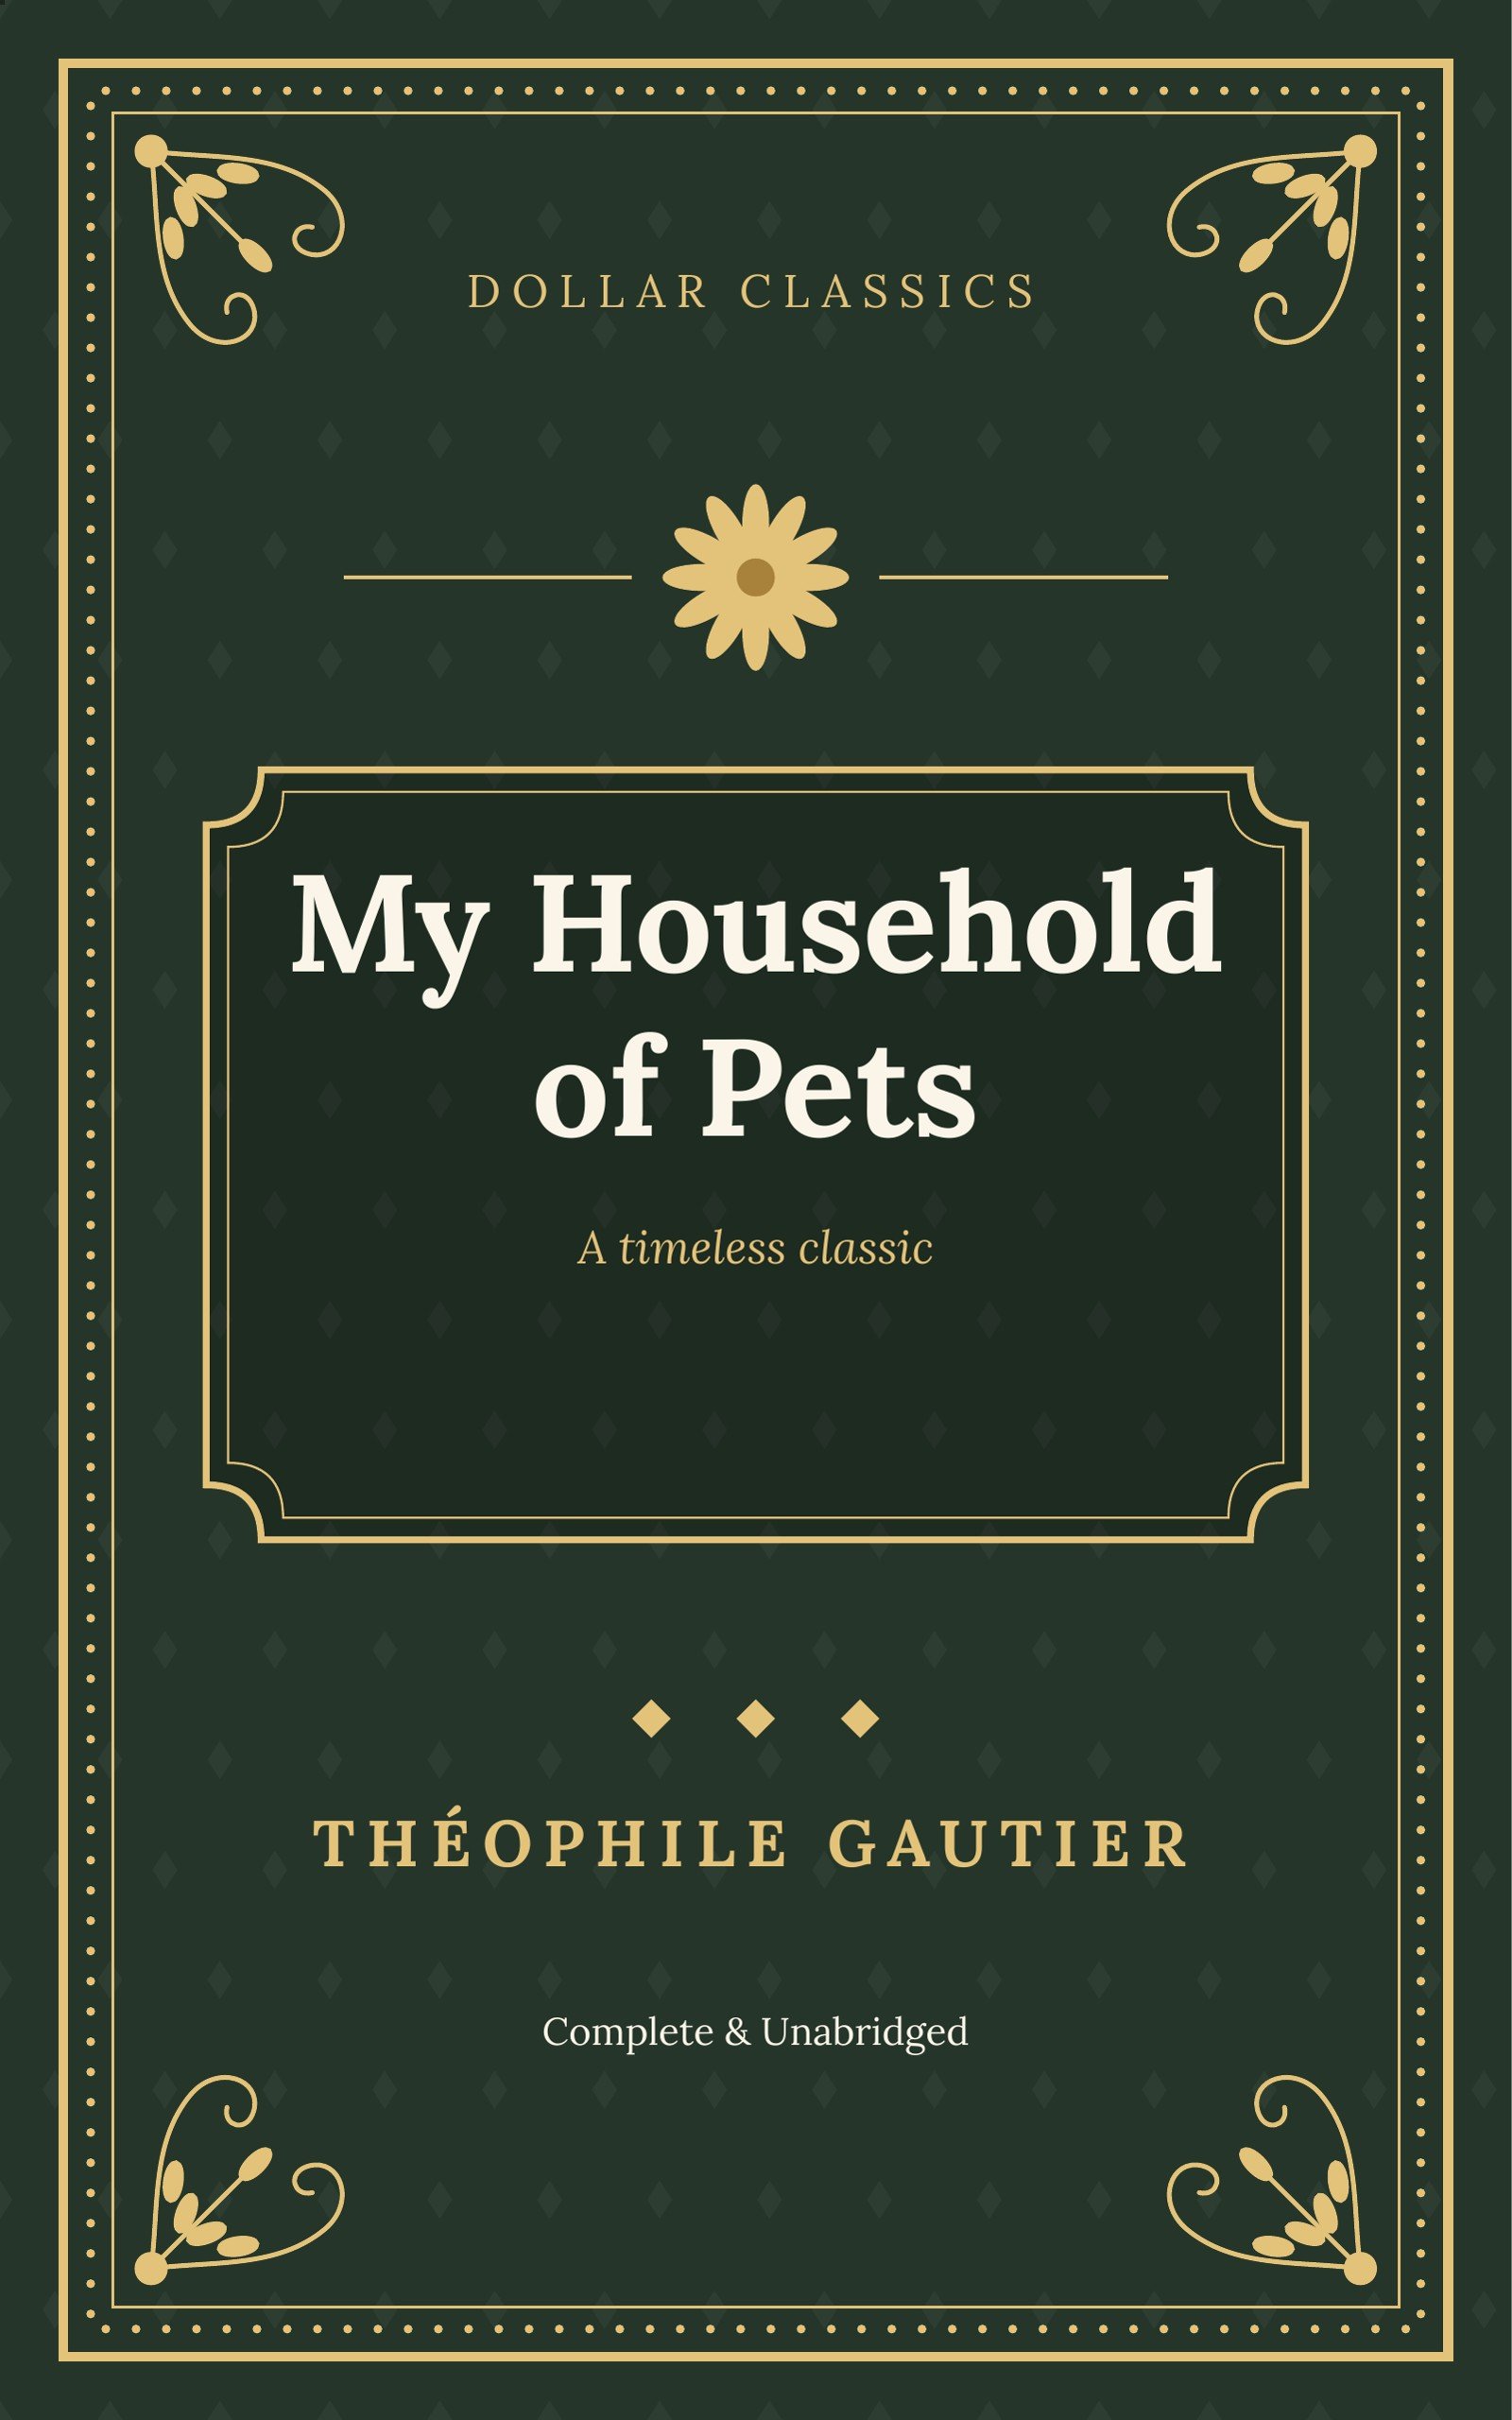 DOLLAR CLASSICS
My Household
of Pets
A timeless classic
THÉOPHILE GAUTIER
Complete & Unabridged